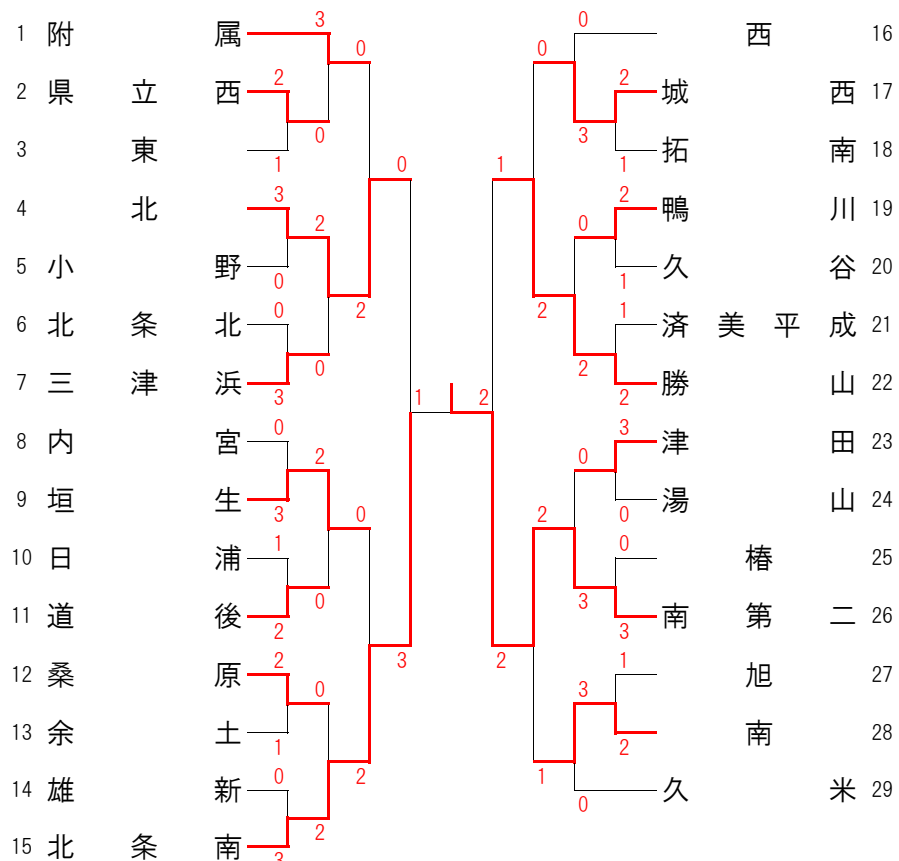 3
0
1 附属
西 16
0
0
2 県立西
2
2
城西 17
0
3
3 東
1
1
拓南 18
0
1
4 北
3
2
鴨川 19
2
0
5 小野
0
1
久谷 20
6 北条北
0
2
2
1
済美平成 21
7 三津浜
3
0
2
2
勝山 22
1
2
8 内宮
0
3
津田 23
2
0
9 垣生
3
0
湯山 24
0
2
10 日浦
1
0
椿 25
11 道後
2
0
3
3
南第二 26
12 桑原
2
3
2
1
旭 27
0
3
13 余土
1
2
南 28
14 雄新
0
2
1
0
久米 29
15 北条南
3
2